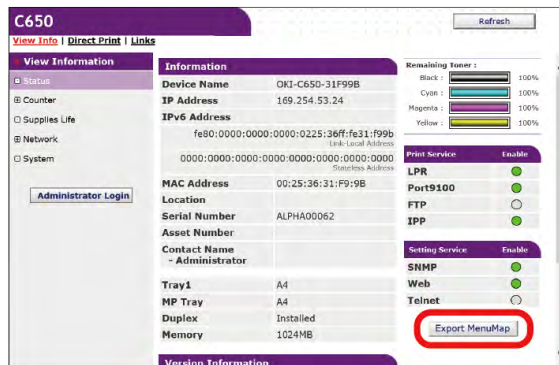 C650
Refresh
View Info | Direct Print | Links
View Information
Status
Counter
Supplies Life
Network
System
Administrator Login
Information
Device Name OKI-C650-31F99B
IP Address 169.254.53.24
IPv6 Address
fe80:0000:0000:0000:0225:36ff:fe31:f99b
Link-Local Address
0000:0000:0000:0000:0000:0000:0000:0000
Stateless Address
MAC Address 00:25:36:31:F9:9B
Location
Serial Number ALPHA00062
Asset Number
Contact Name
- Administrator
Tray1 A4
MP Tray A4
Duplex Installed
Memory 1024MB
Version Information
Remaining Toner :
Black : 100%
Cyan : 100%
Magenta : 100%
Yellow : 100%
Print Service Enable
LPR
Port9100
FTP
IPP
Setting Service Enable
SNMP
Web
Telnet
Export MenuMap